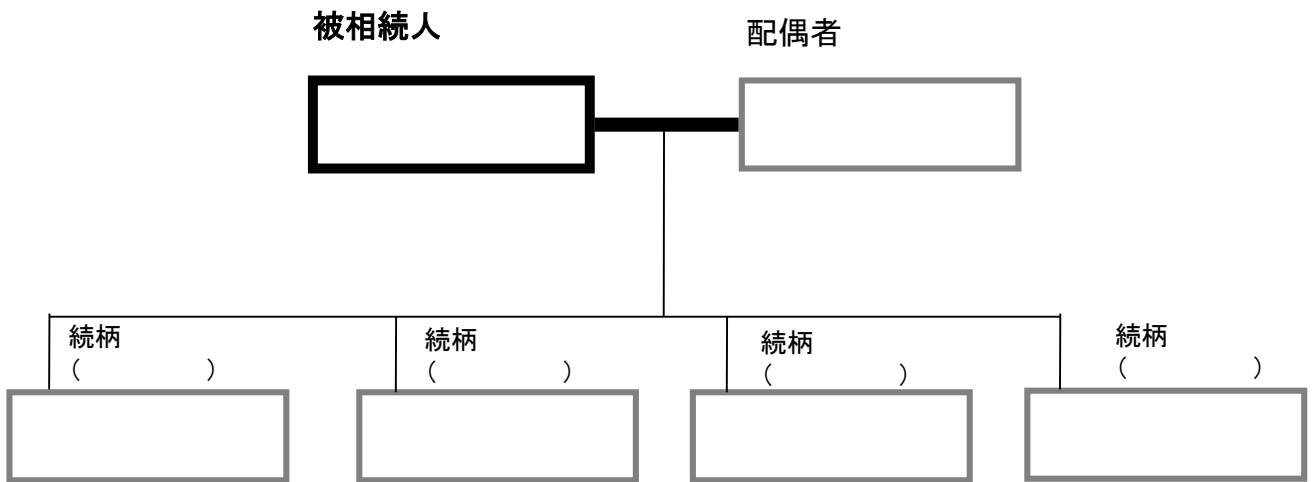 被相続人
配偶者
続柄
（　　　　　）
続柄
（　　　　　）
続柄
（　　　　　）
続柄
（　　　　　）